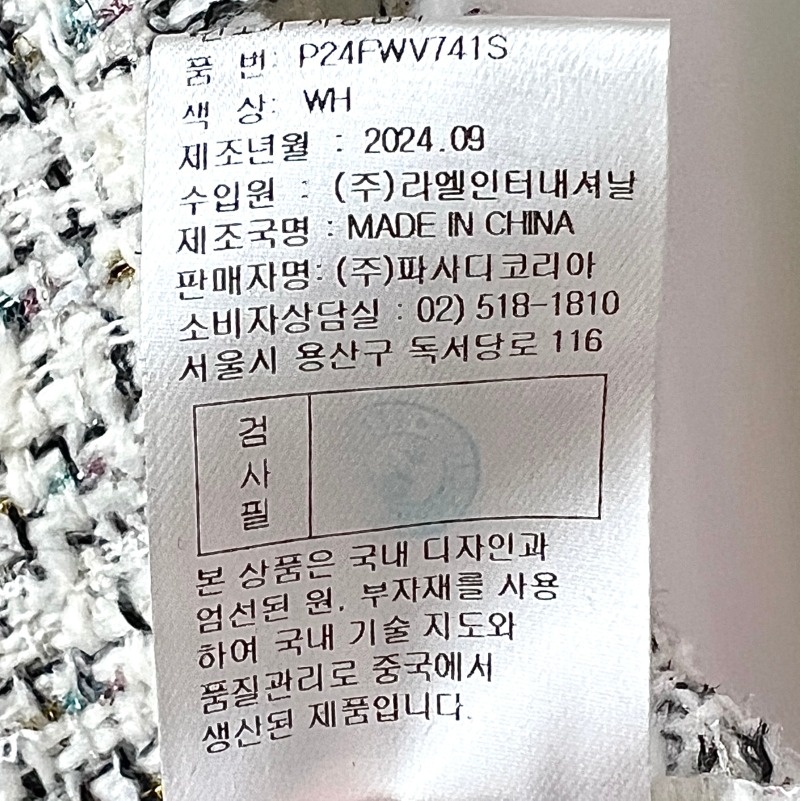 품 번: P24FWV741S
색 상: WH
제조년월 : 2024.09
수입원 : (주)라엘인터내셔날
제조국명 : MADE IN CHINA
판매자명: (주)파사디코리아
소비자상담실 : 02) 518-1810
서울시 용산구 독서당로 116
검
사
필
본 상품은 국내 디자인과
엄선된 원. 부자재를 사용
하여 국내 기술 지도와
품질관리로 중국에서
생산된 제품입니다.